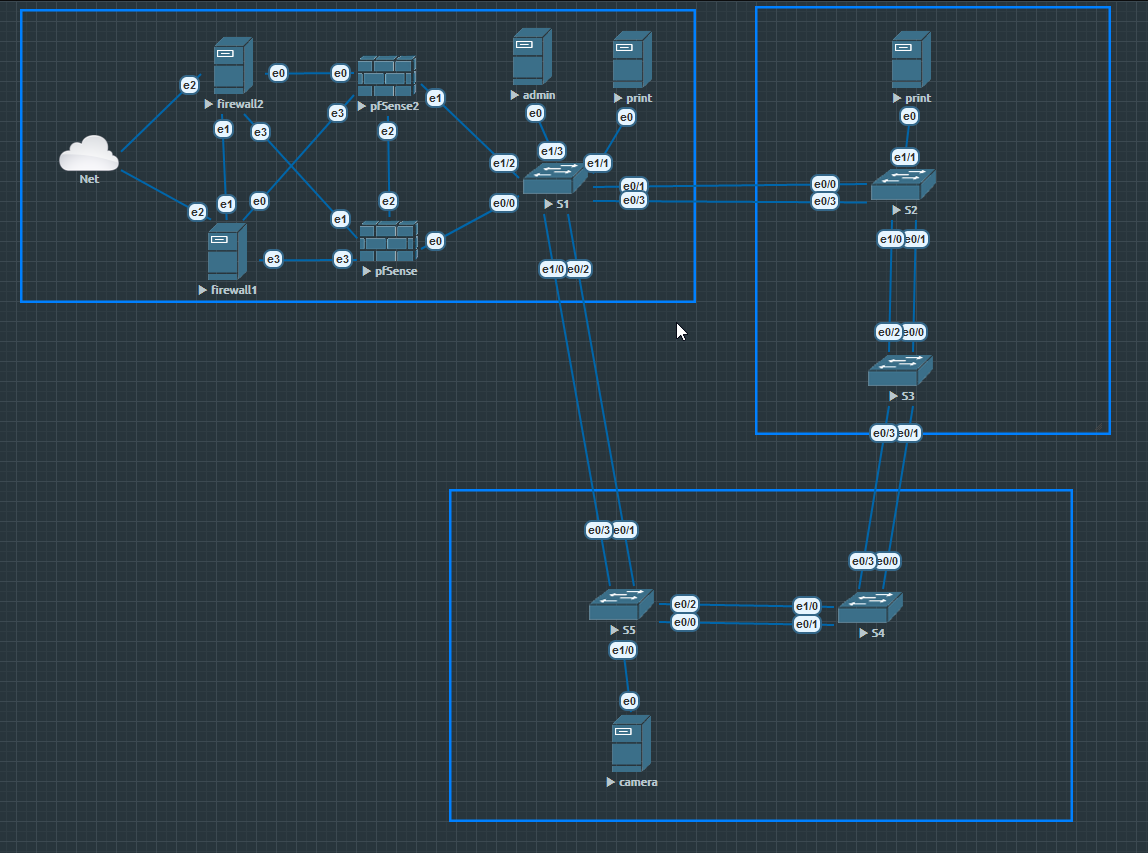 e2
e0
e0
firewall2
pfSense2
e1
admin
print
print
e1
e3
e3
e2
e0
e0
e0
Net
e1/3
e1/2
e1/1
e1/1
e2
e1
e0
e1
e2
e0/0
S1
e0/1
e0/3
e0/0
e0/3
S2
e3
e3
e0
pfSense
firewall1
e1/0
e0/2
e1/0
e0/1
e0/2
e0/0
S3
e0/3
e0/1
e0/3
e0/1
e0/3
e0/0
S5
e0/2
e0/0
e1/0
e0/1
S4
e1/0
e0
camera